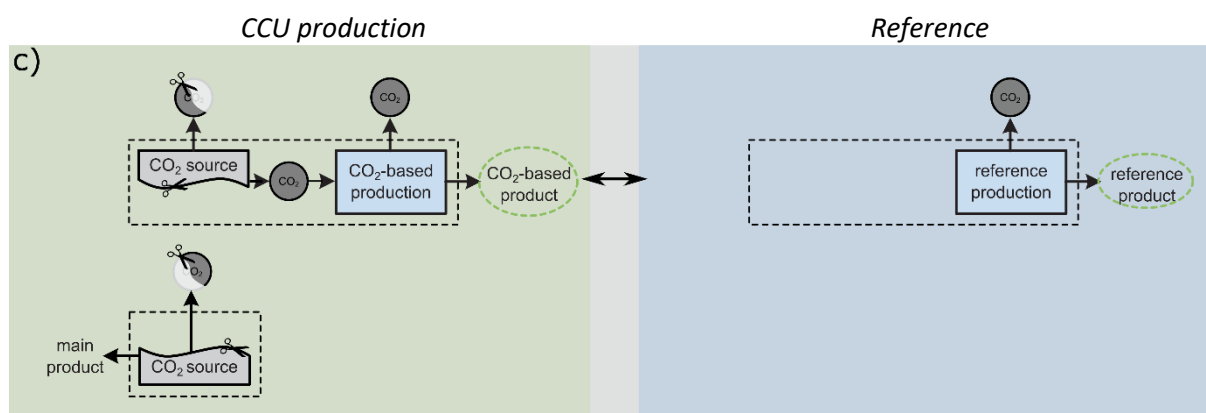 CCU production
Reference
c)
CO₂
CO₂
CO₂
CO₂ source
CO₂
CO₂-based
production
CO₂-based
product
reference
production
reference
product
CO₂
main
product
CO₂ source